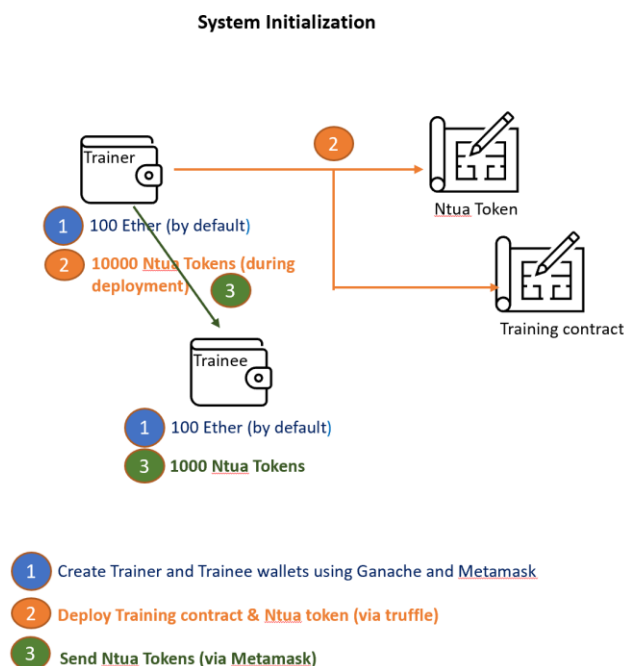 System Initialization
Trainer
2
Ntua Token
1 100 Ether (by default)
2 10000 Ntua Tokens (during
deployment)
3
Training contract
Trainee
1 100 Ether (by default)
3 1000 Ntua Tokens
1 Create Trainer and Trainee wallets using Ganache and Metamask
2 Deploy Training contract & Ntua token (via truffle)
3 Send Ntua Tokens (via Metamask)